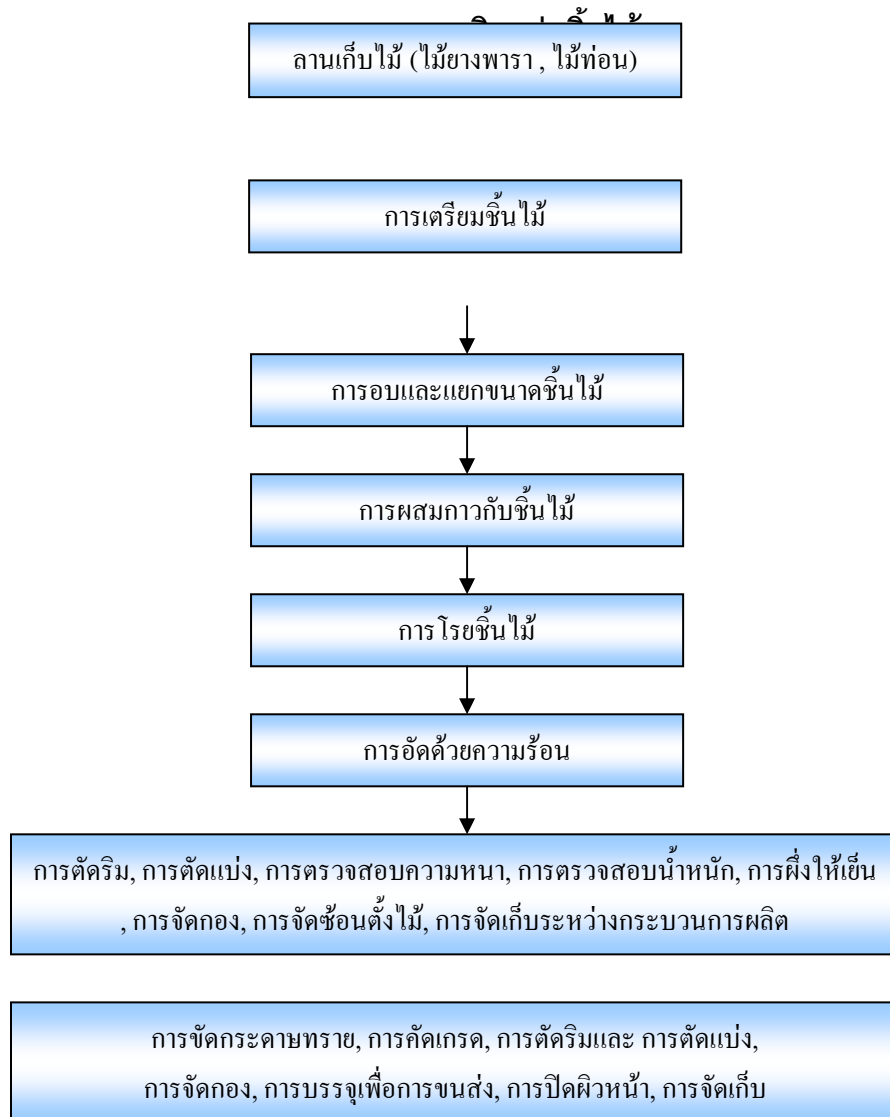 ลานเก็บไม้ (ไม้ยางพารา , ไม้ท่อน)
การเตรียมชิ้นไม้
การอบและแยกขนาดชิ้นไม้
การผสมกาวกับชิ้นไม้
การโรยชิ้นไม้
การอัดด้วยความร้อน
การตัดริม, การตัดแบ่ง, การตรวจสอบความหนา, การตรวจสอบน้ำหนัก, การผึ่งให้เย็น
, การจัดกอง, การจัดซ้อนตั้งไม้, การจัดเก็บระหว่างกระบวนการผลิต
การขัดกระดาษทราย, การคัดเกรด, การตัดริมและ การตัดแบ่ง,
การจัดกอง, การบรรจุเพื่อการขนส่ง, การปิดผิวหน้า, การจัดเก็บ